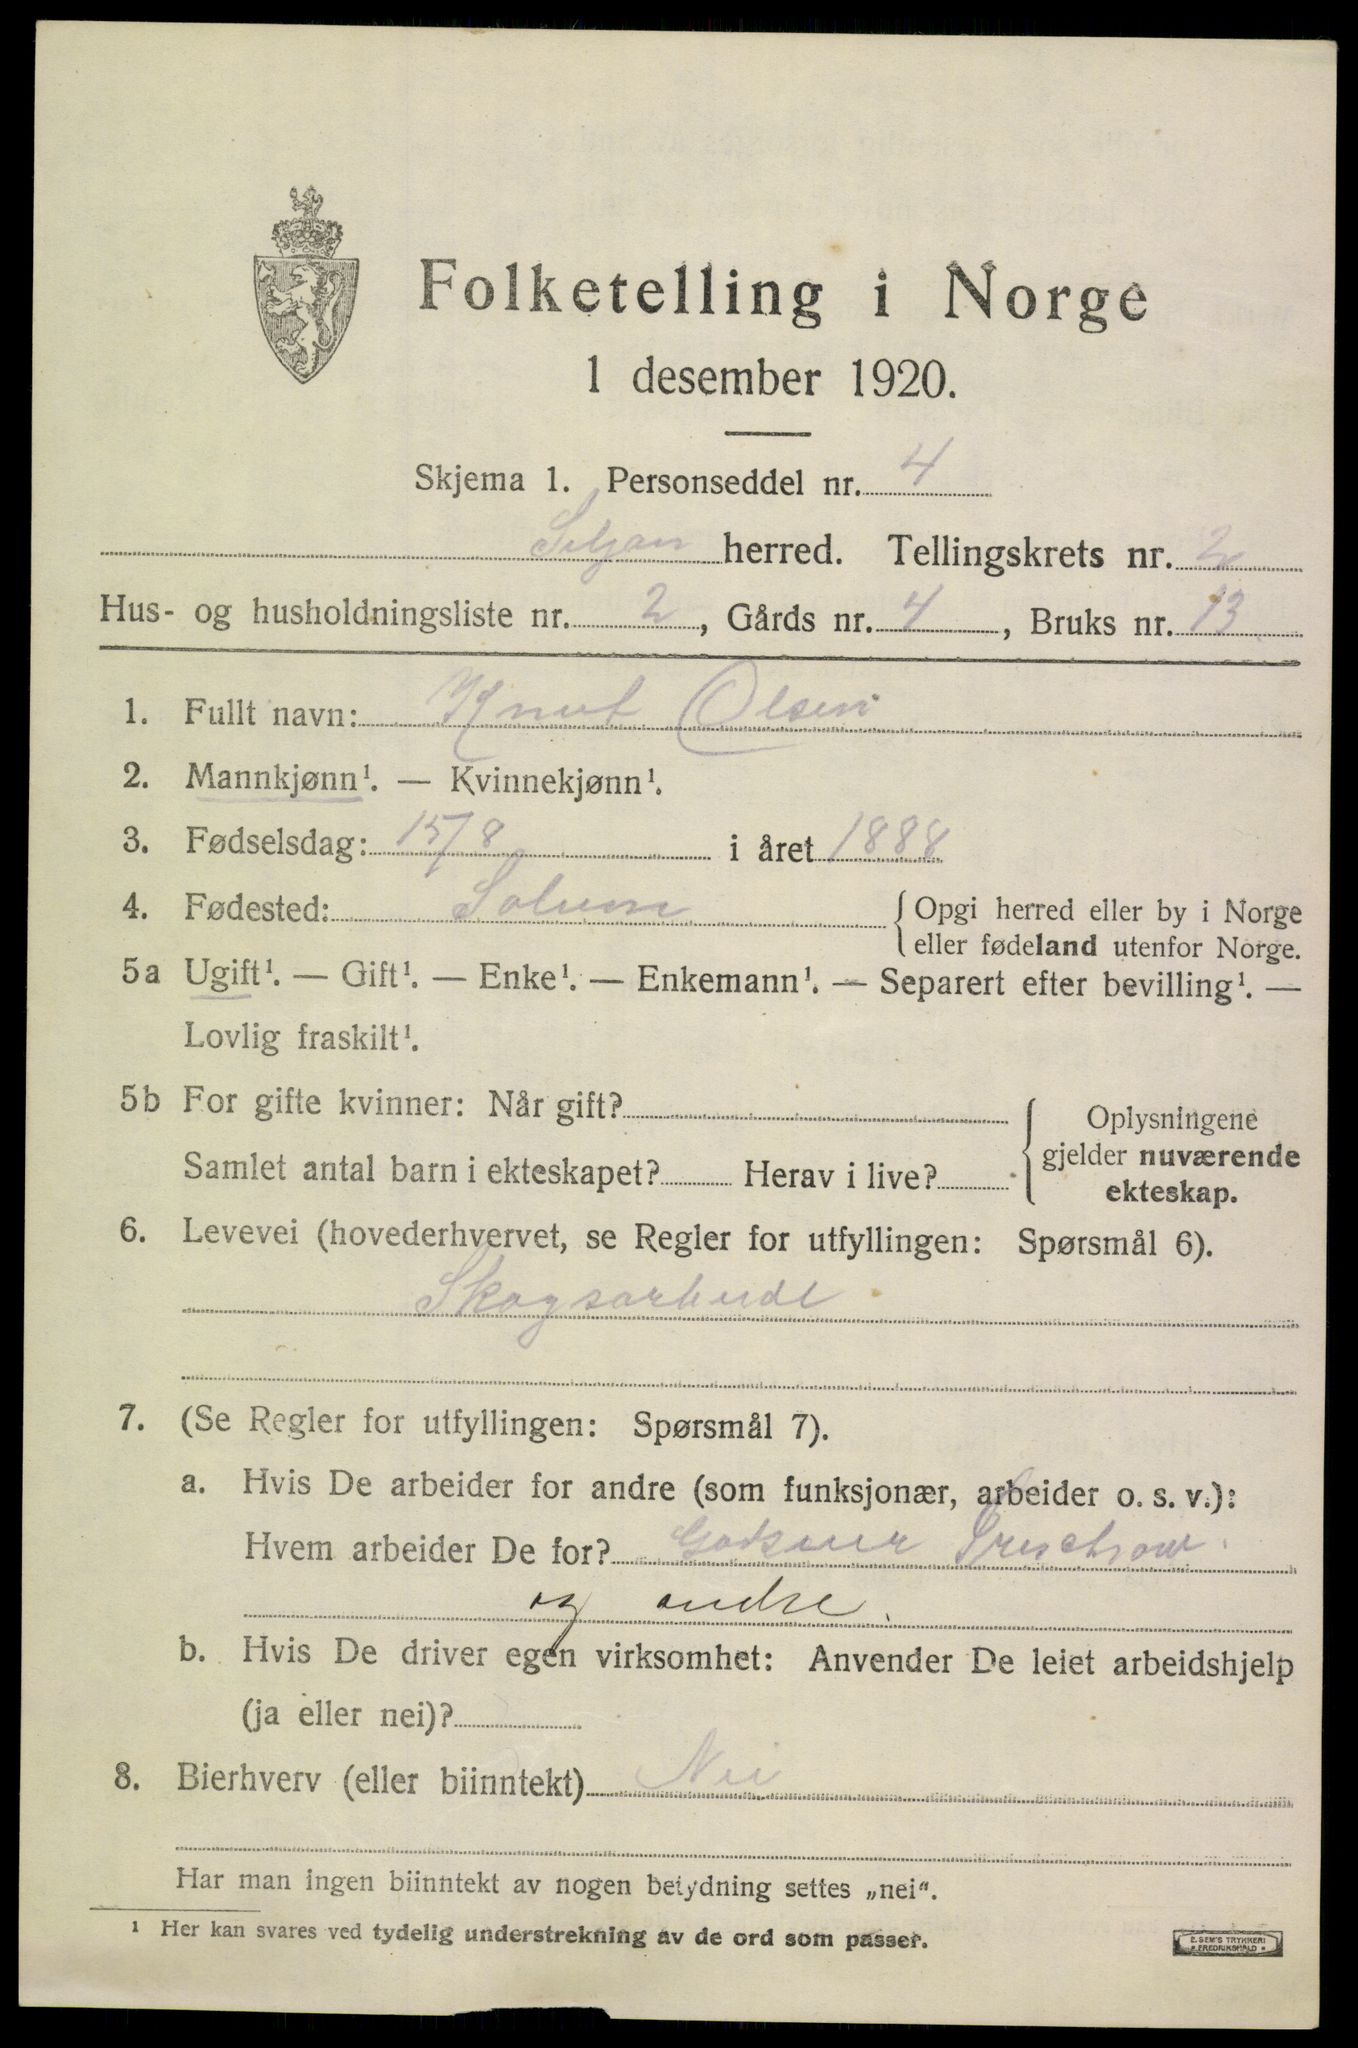 Folketelling i Norge
1 desember 1920.
Skjema 1. Personseddel nr. 4
Siljan herred. Tellingskrets nr. 2
Hus- og husholdningsliste nr. 2, Gårds nr. 4, Bruks nr. 13
1. Fullt navn: Knut Olsen
2. Mannkjønn¹. — Kvinnekjønn¹.
3. Fødselsdag: 15/8 i året 1888
4. Fødested: Solum { Opgi herred eller by i Norge
eller fødeland utenfor Norge.
5a Ugift¹. — Gift¹. — Enke¹. — Enkemann¹. — Separert efter bevilling¹. —
Lovlig fraskilt¹.
5b For gifte kvinner: Når gift?
Samlet antal barn i ekteskapet? Herav i live?
Oplysningene
gjelder nuværende
ekteskap.
6. Levevei (hovederhvervet, se Regler for utfyllingen: Spørsmål 6).
Skogsarbeide
7. (Se Regler for utfyllingen: Spørsmål 7).
a. Hvis De arbeider for andre (som funksjonær, arbeider o. s. v.):
Hvem arbeider De for? Godseier Treschow
og andre.
b. Hvis De driver egen virksomhet: Anvender De leiet arbeidshjelp
(ja eller nei)?
8. Bierhverv (eller biinntekt) Nei
Har man ingen biinntekt av nogen betydning settes „nei".
¹ Her kan svares ved tydelig understrekning av de ord som passer.
E. SEM'S TRYKKERI
FREDRIKSHALD